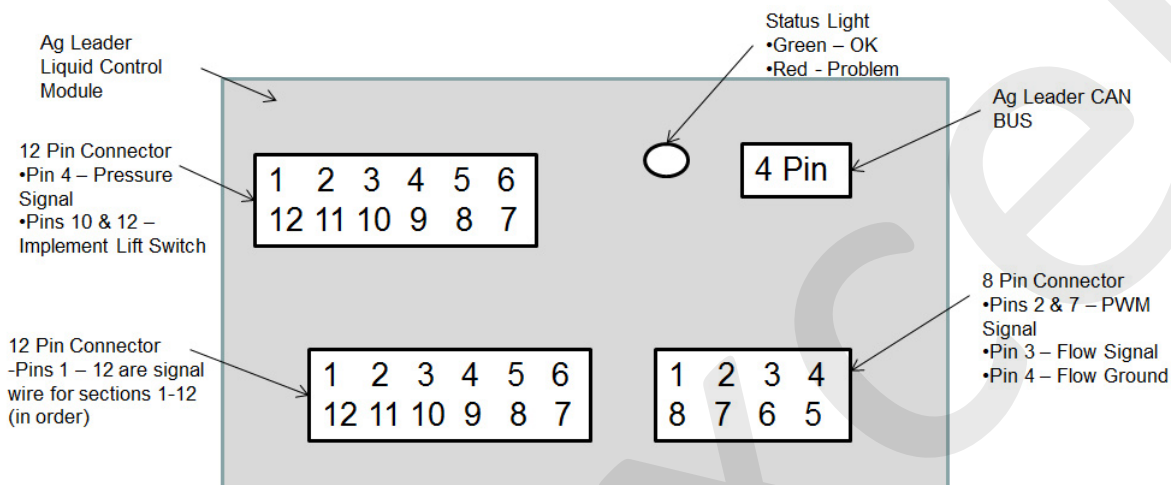 Ag Leader
Liquid Control
Module
Status Light
•Green – OK
•Red - Problem
Ag Leader CAN
BUS
12 Pin Connector
•Pin 4 – Pressure
Signal
•Pins 10 & 12 –
Implement Lift Switch
1 2 3 4 5 6
12 11 10 9 8 7
4 Pin
12 Pin Connector
-Pins 1 – 12 are signal
wire for sections 1-12
(in order)
1 2 3 4 5 6
12 11 10 9 8 7
1 2 3 4
8 7 6 5
8 Pin Connector
•Pins 2 & 7 – PWM
Signal
•Pin 3 – Flow Signal
•Pin 4 – Flow Ground